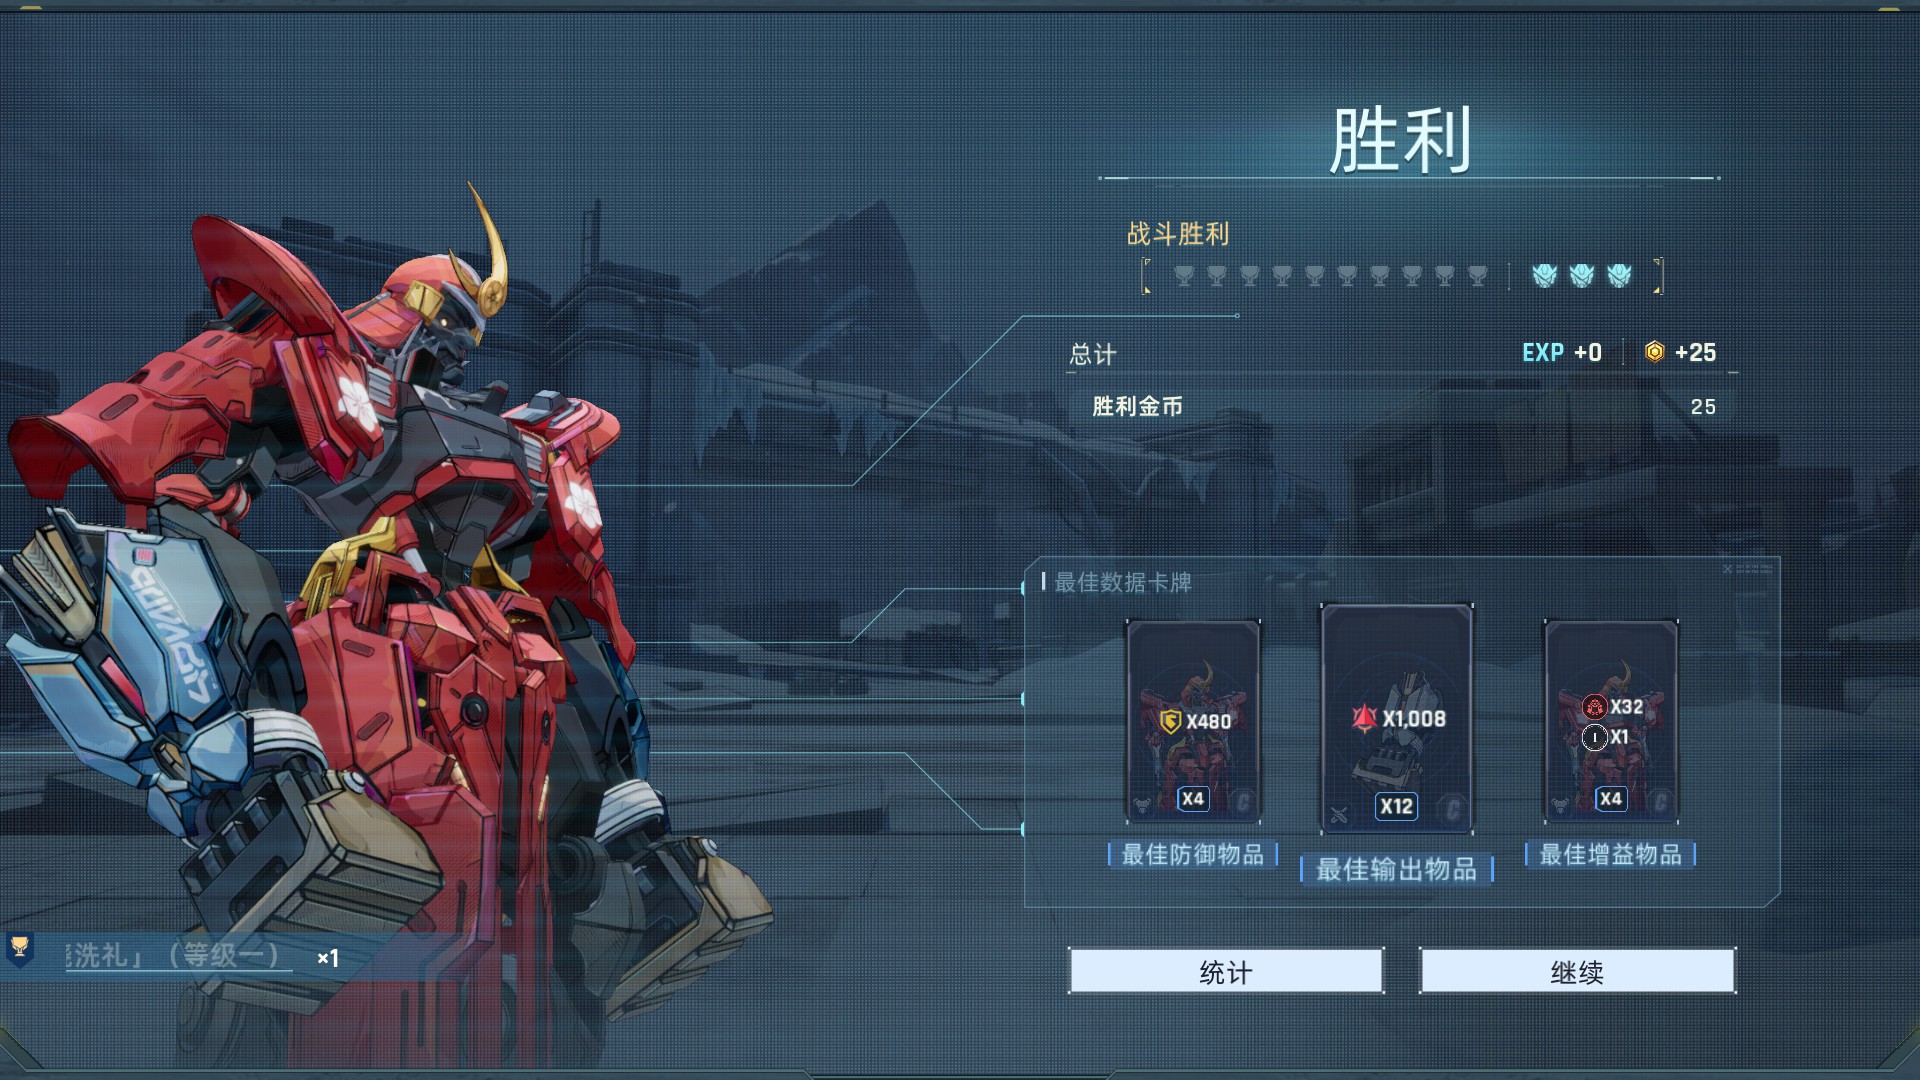 胜利
战斗胜利
总计 EXP +0 +25
胜利金币 25
最佳数据卡牌
X480
X4
最佳防御物品
X1,008
X12
最佳输出物品
X32
X1
X4
最佳增益物品
洗礼」（等级一） ×1
统计
继续